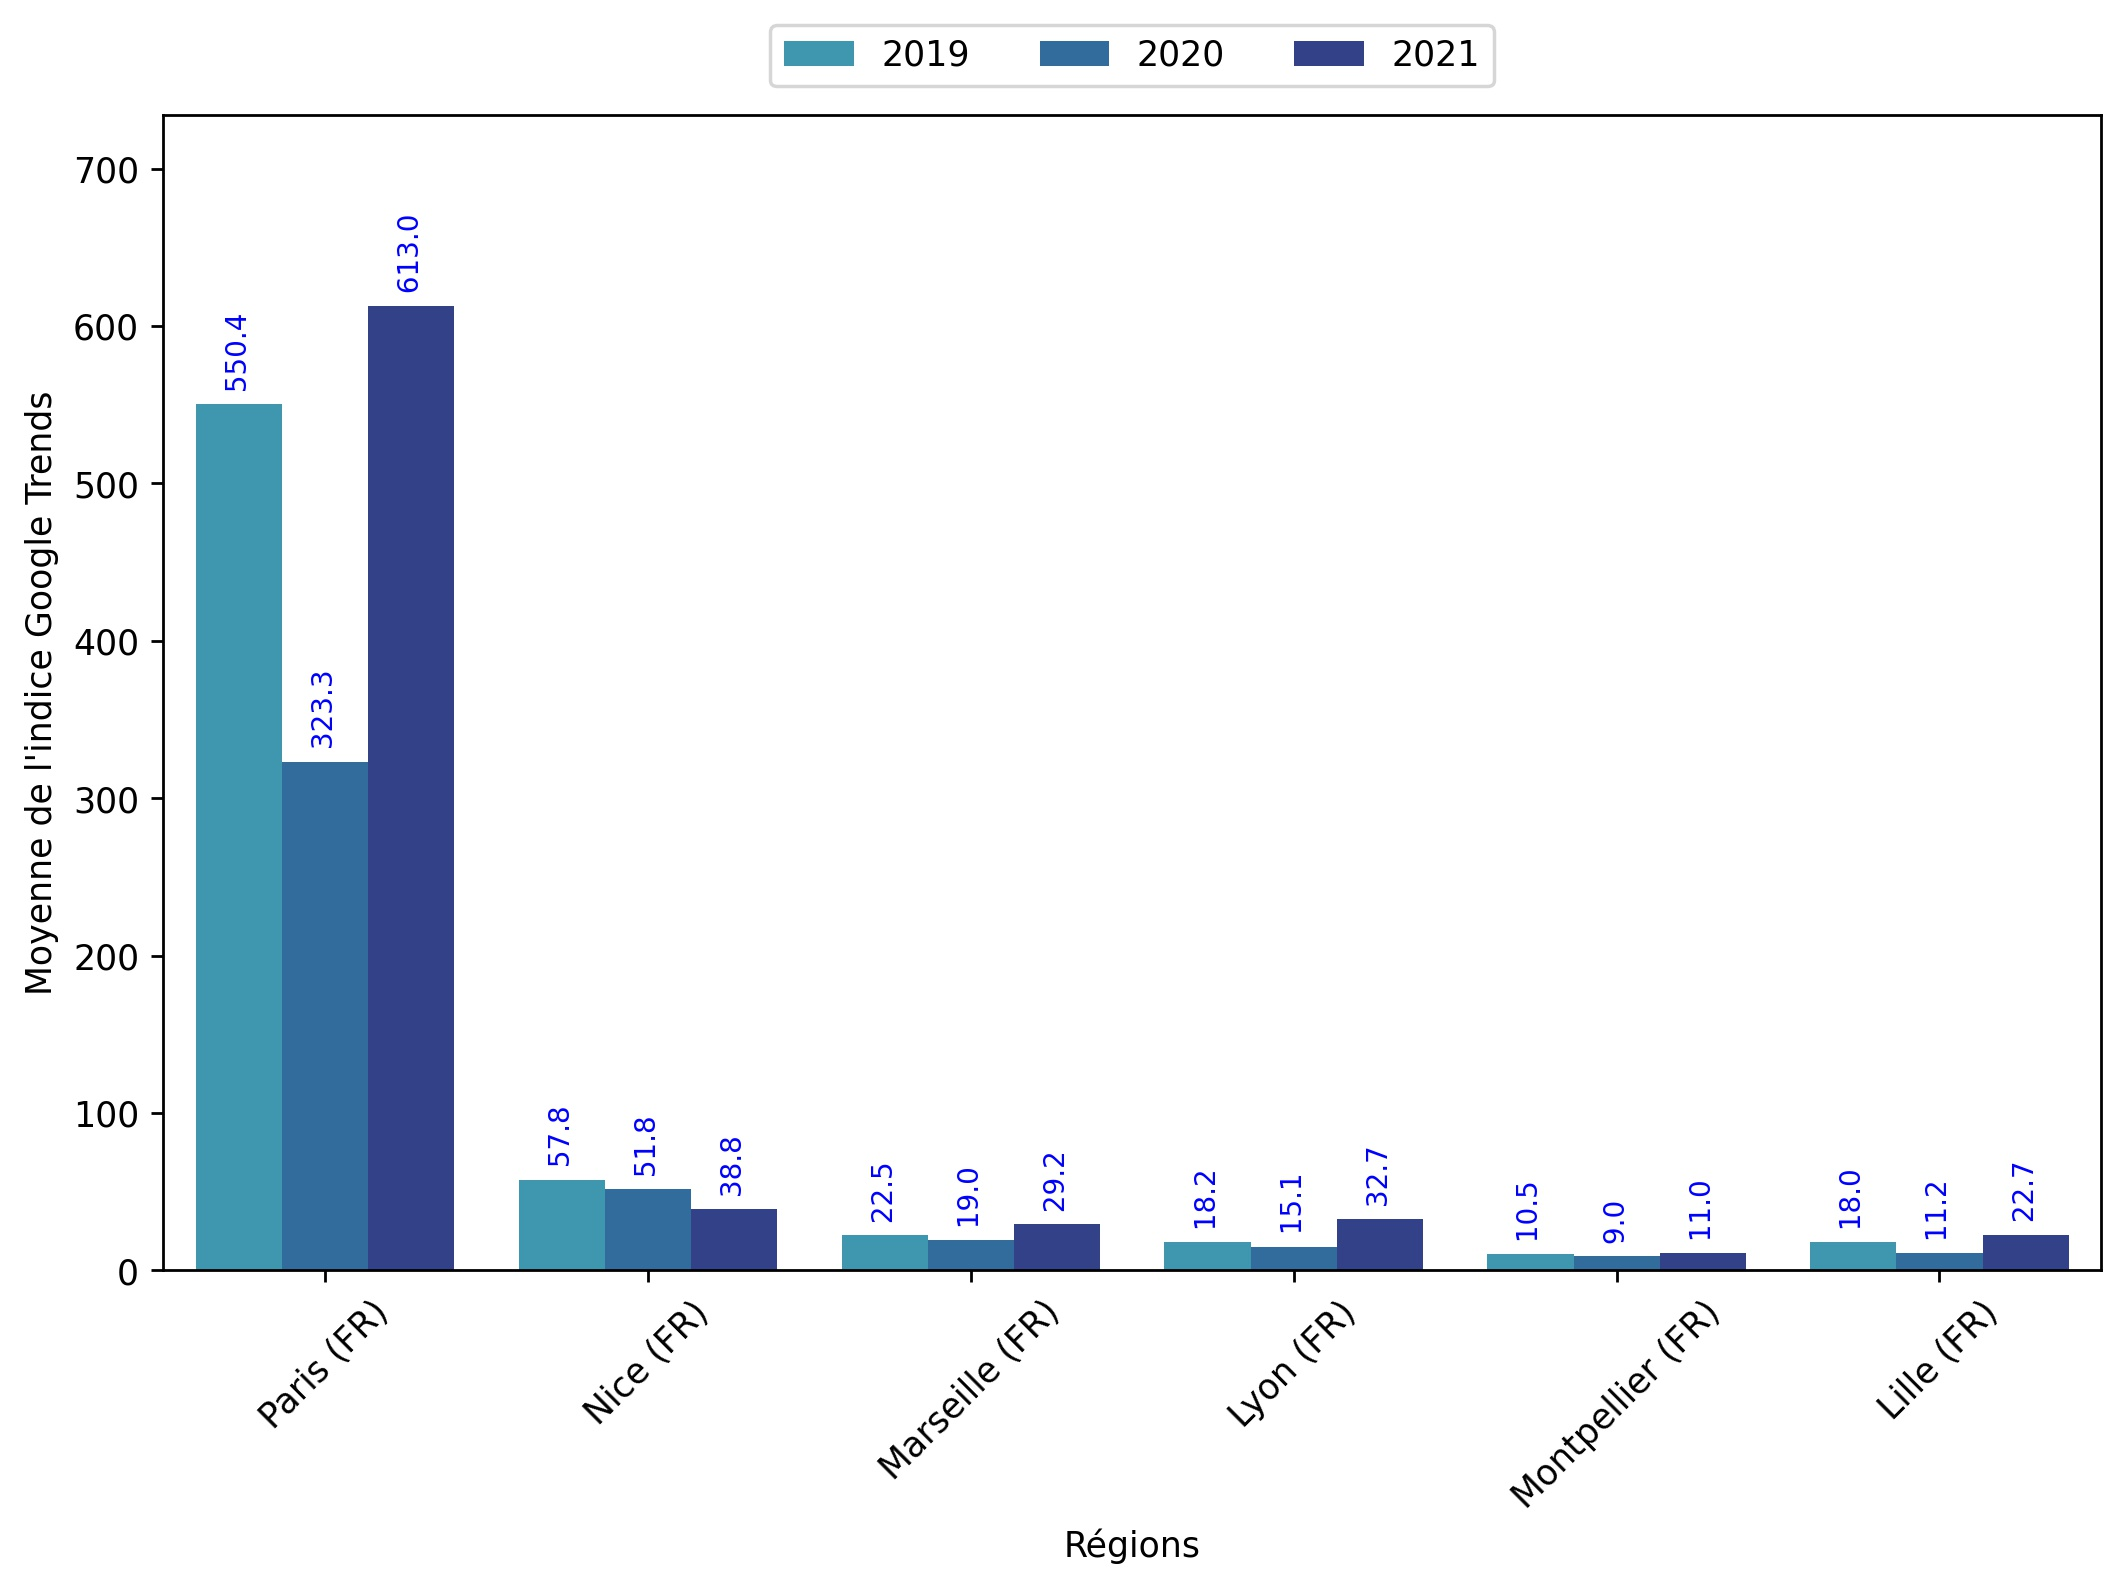 2019 2020 2021
Moyenne de l'indice Google Trends
700
600
500
400
300
200
100
0
550.4
323.3
613.0
57.8
51.8
38.8
22.5
19.0
29.2
18.2
15.1
32.7
10.5
9.0
11.0
18.0
11.2
22.7
Paris (FR)
Nice (FR)
Marseille (FR)
Lyon (FR)
Montpellier (FR)
Lille (FR)
Régions